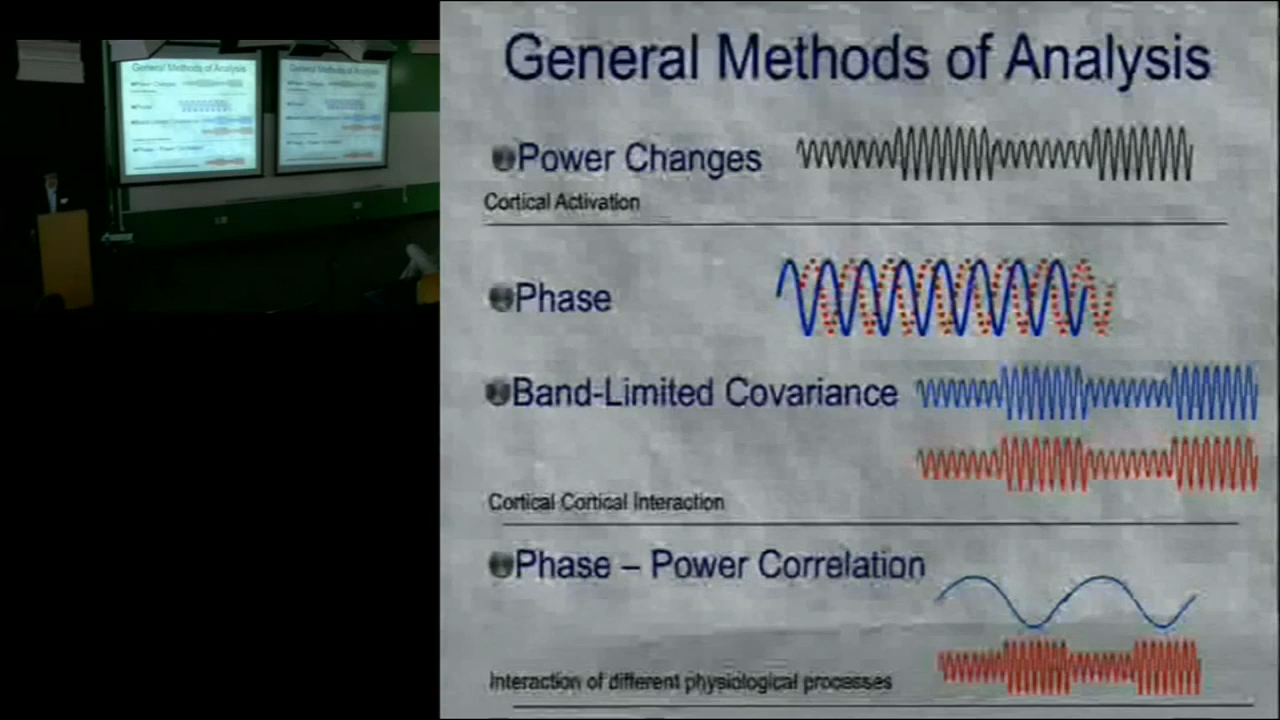 General Methods of Analysis
Power Changes
Cortical Activation
Phase
Band-Limited Covariance
Cortical Cortical Interaction
Phase – Power Correlation
Interaction of different physiological processes